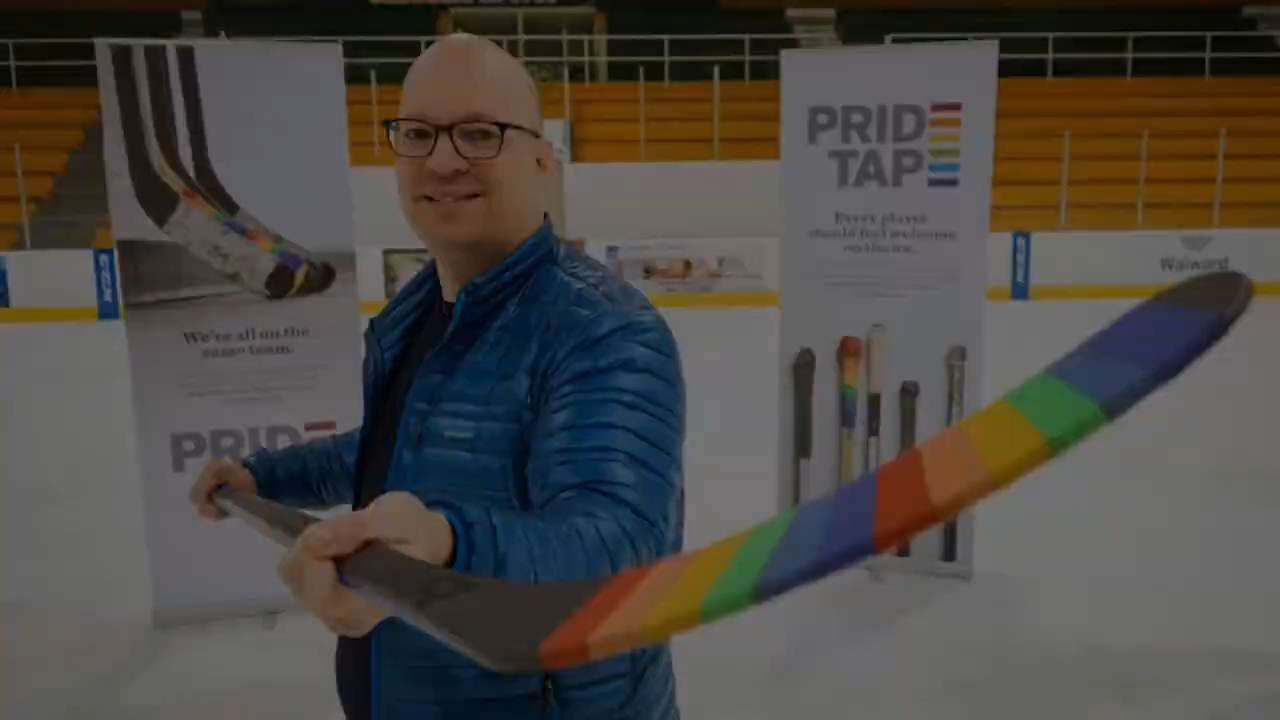 PRIDE
TAPE
Every player
should feel welcome
on the ice.
Walward
We're all on the
same team.
PRIDE